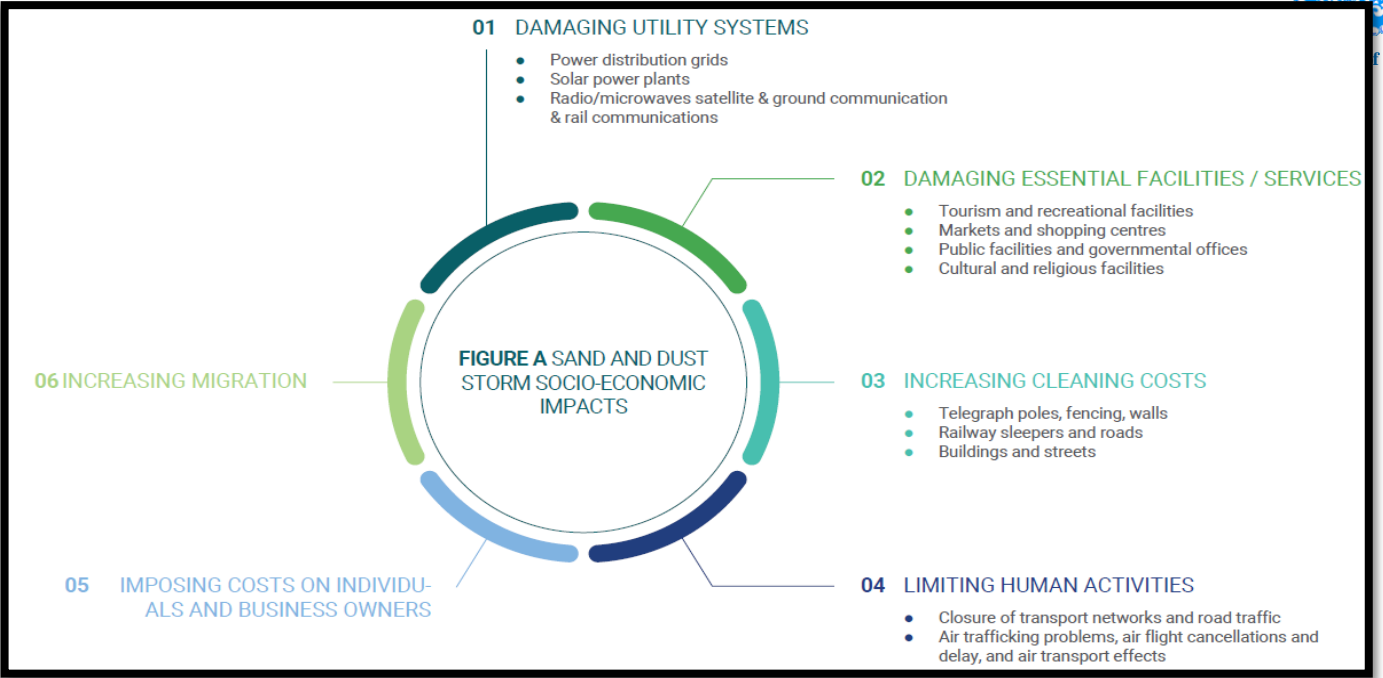 01 DAMAGING UTILITY SYSTEMS
● Power distribution grids
● Solar power plants
● Radio/microwaves satellite & ground communication
& rail communications
02 DAMAGING ESSENTIAL FACILITIES / SERVICES
● Tourism and recreational facilities
● Markets and shopping centres
● Public facilities and governmental offices
● Cultural and religious facilities
FIGURE A SAND AND DUST
STORM SOCIO-ECONOMIC
IMPACTS
03 INCREASING CLEANING COSTS
● Telegraph poles, fencing, walls
● Railway sleepers and roads
● Buildings and streets
04 LIMITING HUMAN ACTIVITIES
● Closure of transport networks and road traffic
● Air trafficking problems, air flight cancellations and
delay, and air transport effects
05 IMPOSING COSTS ON INDIVIDU-
ALS AND BUSINESS OWNERS
06 INCREASING MIGRATION